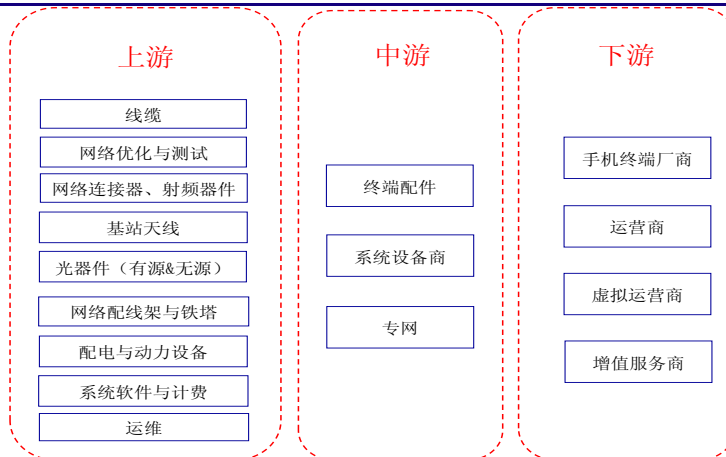 上游
线缆
网络优化与测试
网络连接器、射频器件
基站天线
光器件（有源&无源）
网络配线架与铁塔
配电与动力设备
系统软件与计费
运维
中游
终端配件
系统设备商
专网
下游
手机终端厂商
运营商
虚拟运营商
增值服务商